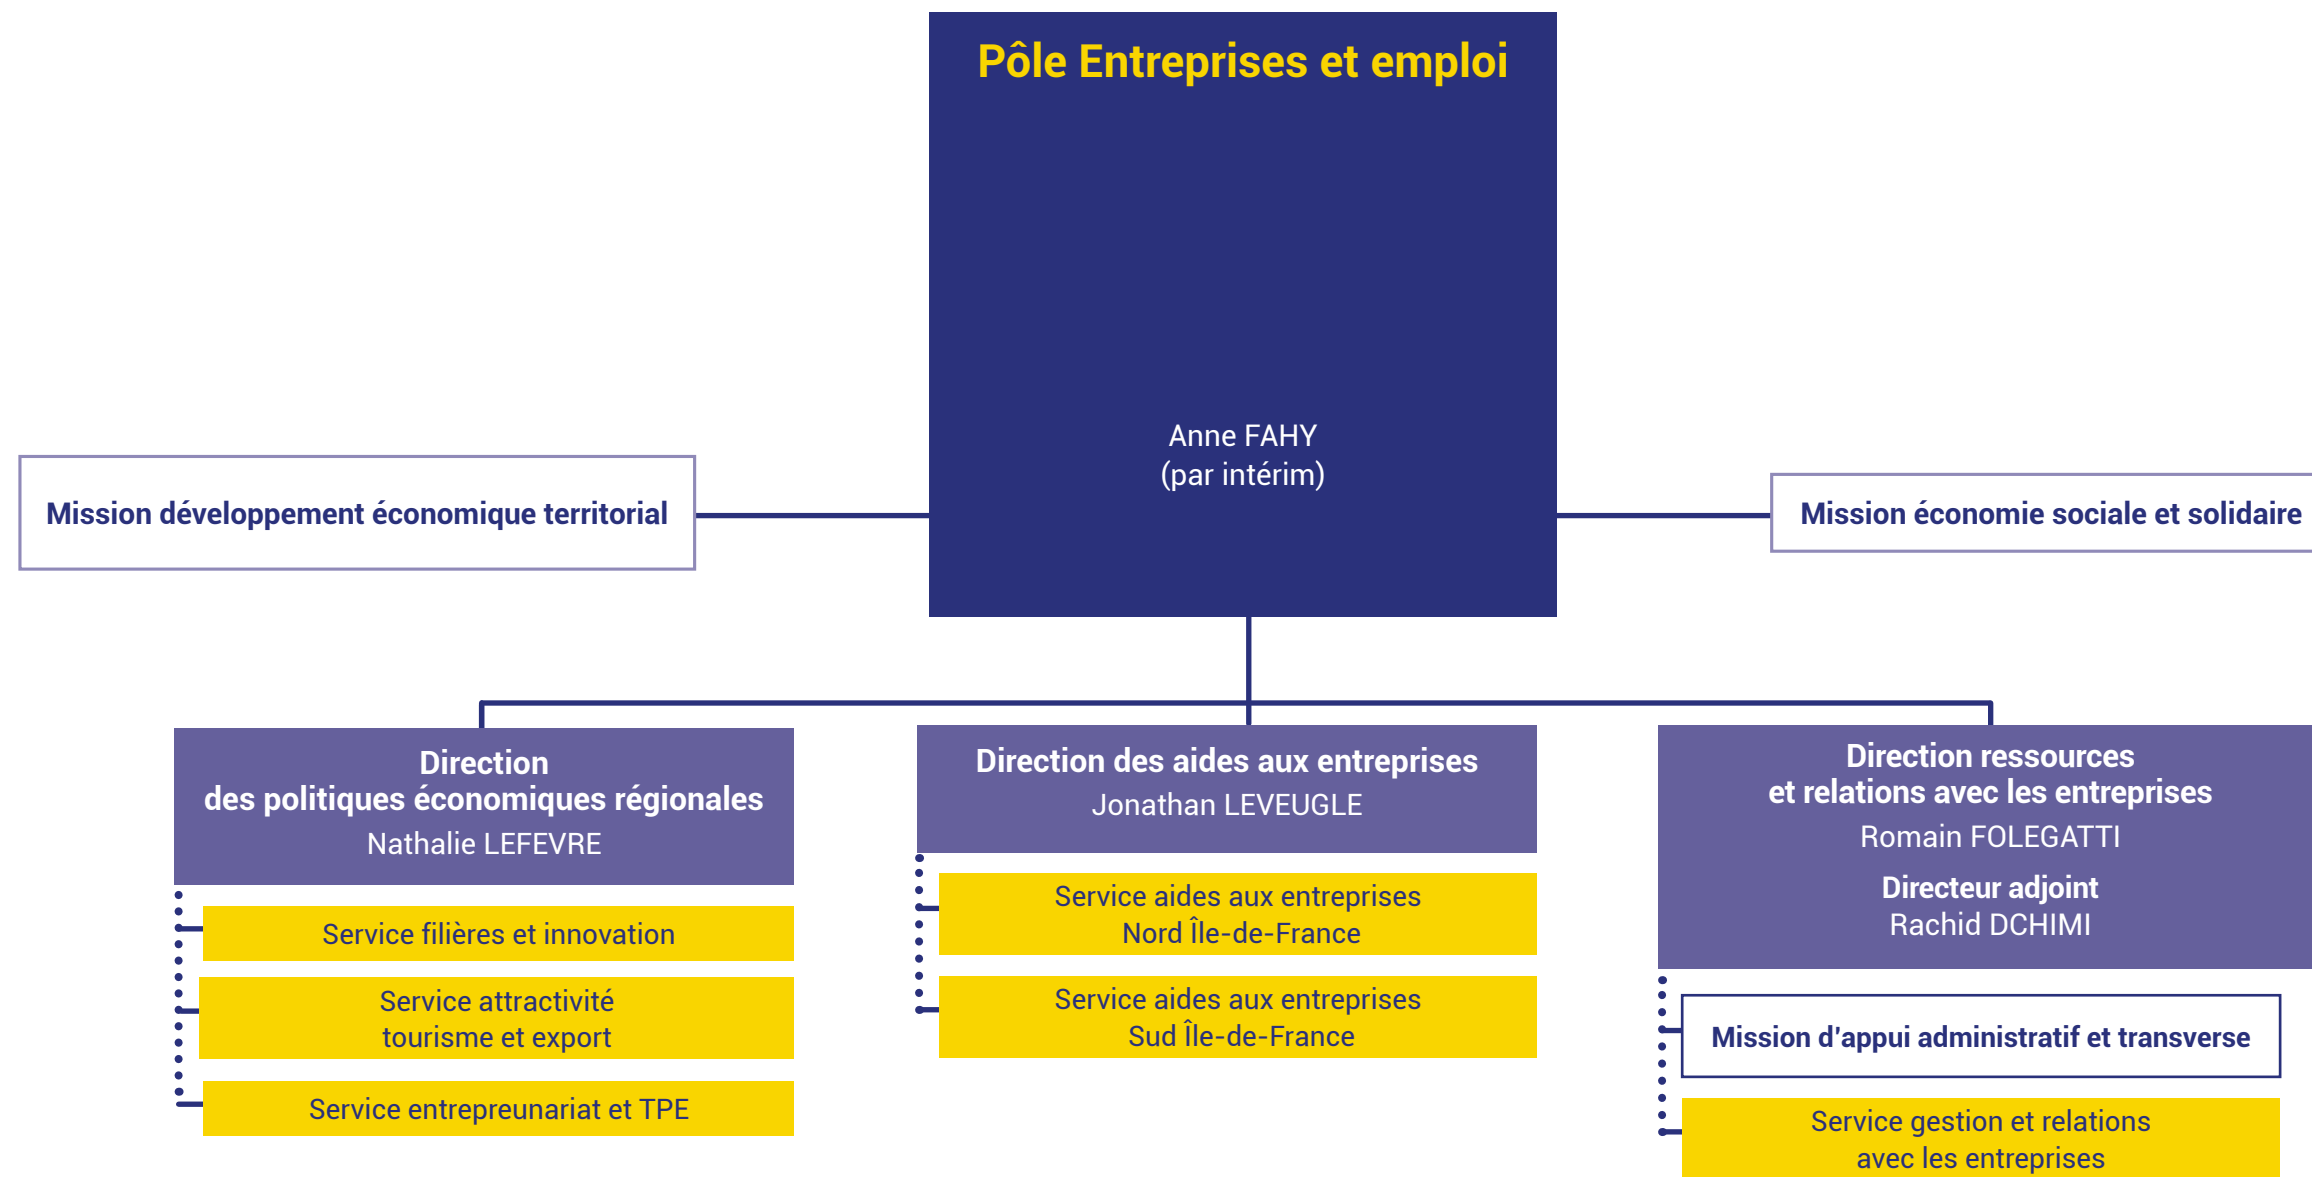 Pôle Entreprises et emploi
Anne FAHY
(par intérim)
Mission développement économique territorial
Mission économie sociale et solidaire
Direction
des politiques économiques régionales
Nathalie LEFEVRE
Service filières et innovation
Service attractivité
tourisme et export
Service entrepreunariat et TPE
Direction des aides aux entreprises
Jonathan LEVEUGLE
Service aides aux entreprises
Nord Île-de-France
Service aides aux entreprises
Sud Île-de-France
Direction ressources
et relations avec les entreprises
Romain FOLEGATTI
Directeur adjoint
Rachid DCHIMI
Mission d'appui administratif et transverse
Service gestion et relations
avec les entreprises